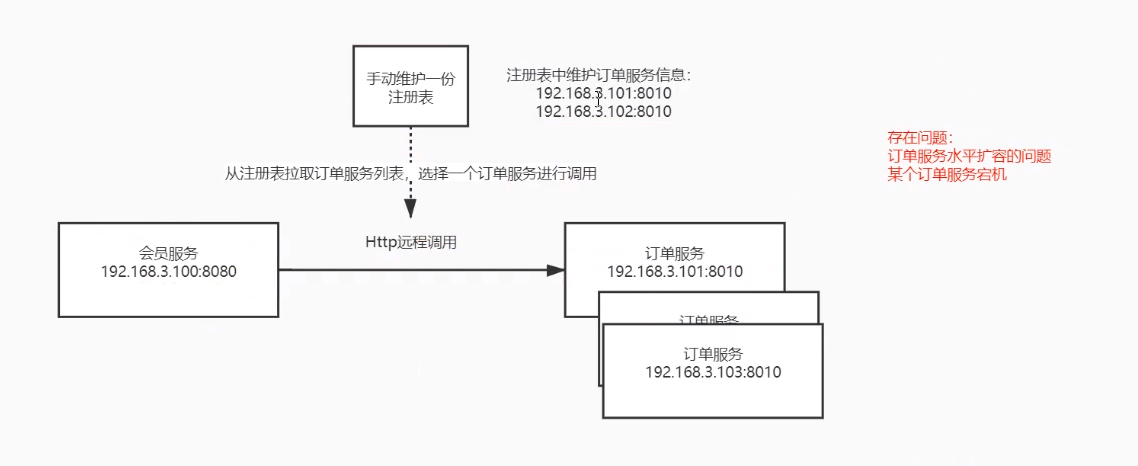 手动维护一份
注册表
注册表中维护订单服务信息：
192.168.3.101:8010
192.168.3.102:8010
存在问题：
订单服务水平扩容的问题
某个订单服务宕机
从注册表拉取订单服务列表，选择一个订单服务进行调用
Http远程调用
会员服务
192.168.3.100:8080
订单服务
192.168.3.101:8010
订单服务
订单服务
192.168.3.103:8010